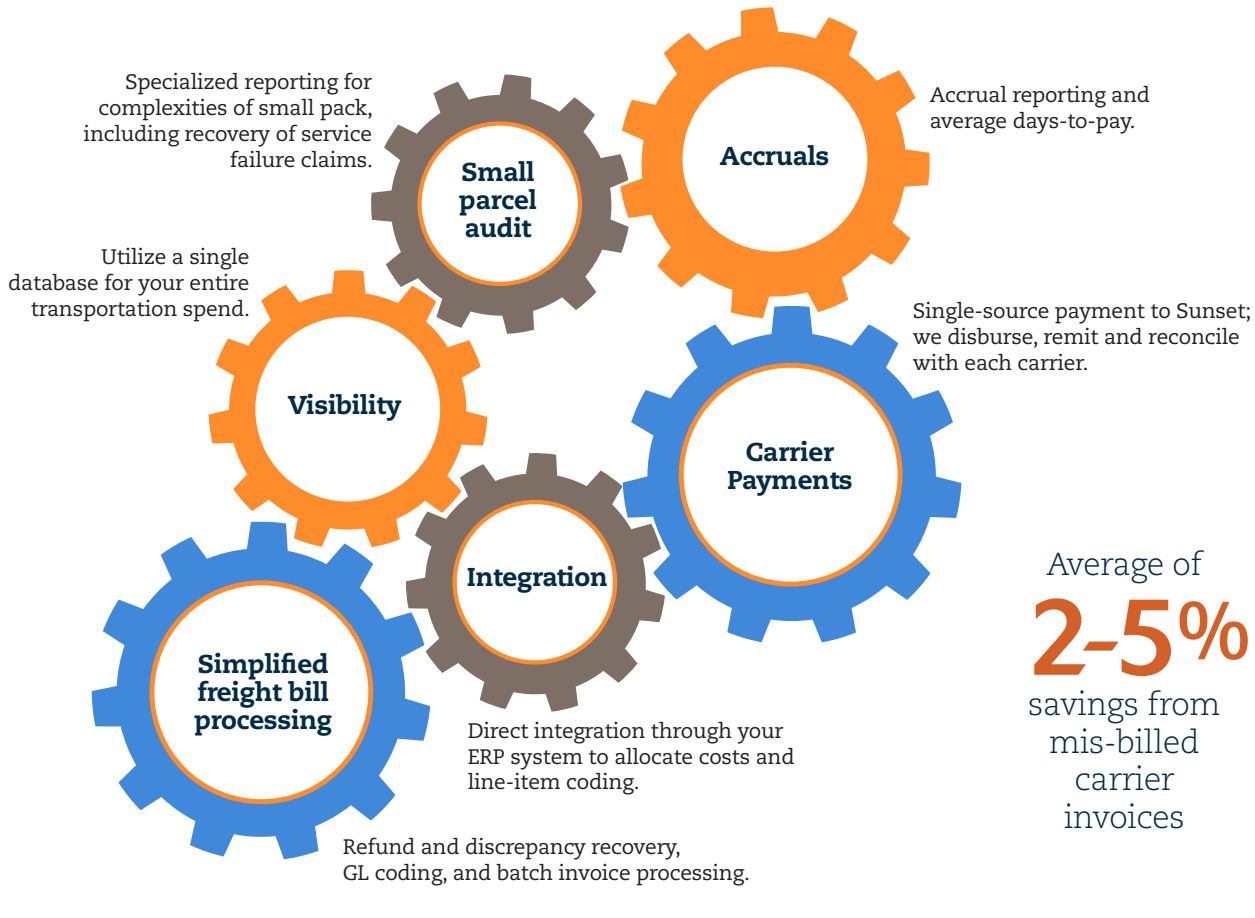 Specialized reporting for
complexities of small pack,
including recovery of service
failure claims.
Small
parcel
audit
Accruals
Accrual reporting and
average days-to-pay.
Utilize a single
database for your entire
transportation spend.
Visibility
Single-source payment to Sunset;
we disburse, remit and reconcile
with each carrier.
Carrier
Payments
Integration
Direct integration through your
ERP system to allocate costs and
line-item coding.
Simplified
freight bill
processing
Refund and discrepancy recovery,
GL coding, and batch invoice processing.
Average of
2-5%
savings from
mis-billed
carrier
invoices